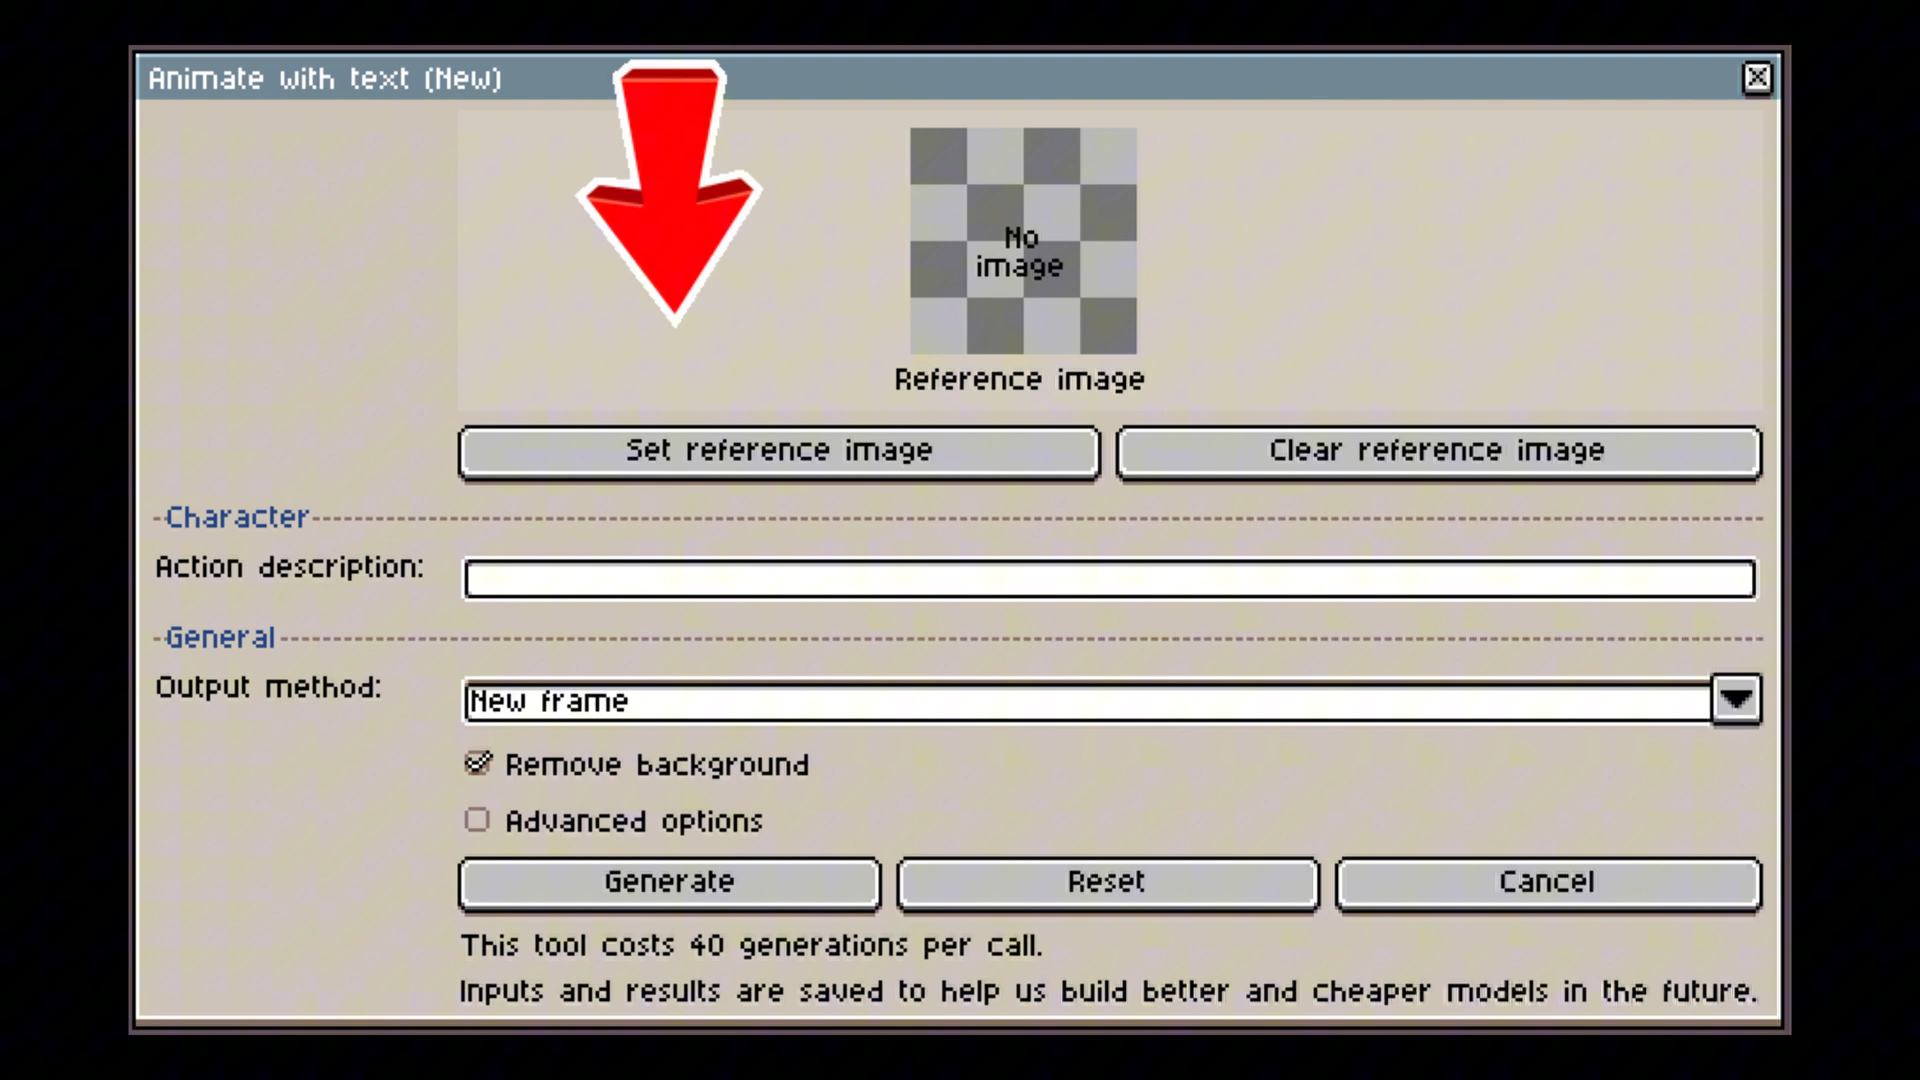 Animate with text (New)
No
image
Reference image
Set reference image
Clear reference image
Character
Action description:
General
Output method:
New frame
Remove background
Advanced options
Generate
Reset
Cancel
This tool costs 40 generations per call.
Inputs and results are saved to help us build better and cheaper models in the future.